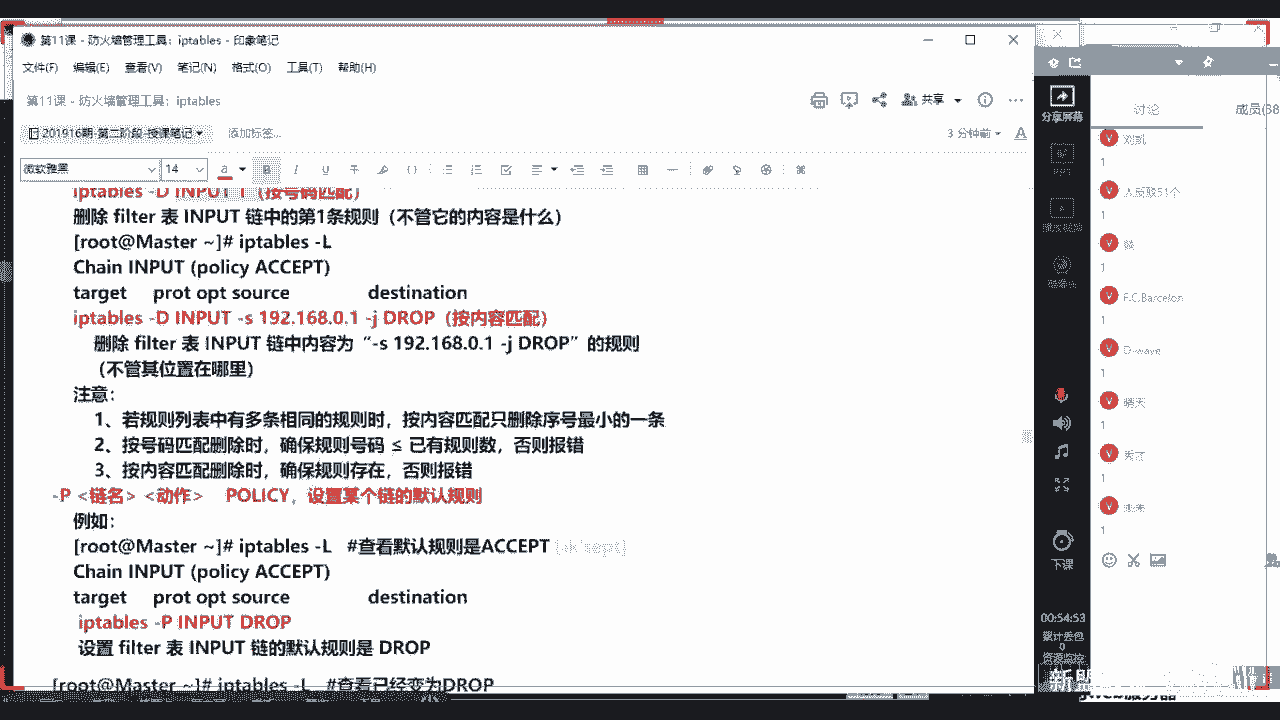 第11课 - 防火墙管理工具：iptables - 印象笔记
文件(F) 编辑(E) 查看(V) 笔记(N) 格式(O) 工具(T) 帮助(H)
第11课 - 防火墙管理工具：iptables
共享
201916期-第二阶段-授课笔记
添加标签...
3 分钟前
微软雅黑 14
iptables -D INPUT 1（按号码匹配）
删除 filter 表 INPUT 链中的第1条规则（不管它的内容是什么）
[root@Master ~]# iptables -L
Chain INPUT (policy ACCEPT)
target prot opt source destination
iptables -D INPUT -s 192.168.0.1 -j DROP（按内容匹配）
删除 filter 表 INPUT 链中内容为“-s 192.168.0.1 -j DROP”的规则
（不管其位置在哪里）
注意：
1、若规则列表中有多条相同的规则时，按内容匹配只删除序号最小的一条
2、按号码匹配删除时，确保规则号码 ≤ 已有规则数，否则报错
3、按内容匹配删除时，确保规则存在，否则报错
-P <链名> <动作> POLICY，设置某个链的默认规则
例如：
[root@Master ~]# iptables -L #查看默认规则是ACCEPT
Chain INPUT (policy ACCEPT)
target prot opt source destination
iptables -P INPUT DROP
设置 filter 表 INPUT 链的默认规则是 DROP
[root@Master ~]# iptables -L #查看已经变为DROP
分享屏幕
下课
00:54:53
累计丢包
0
讨论
1
1
1
F.C.Barcelon
1
D-wave
1
晴天
1
1
1